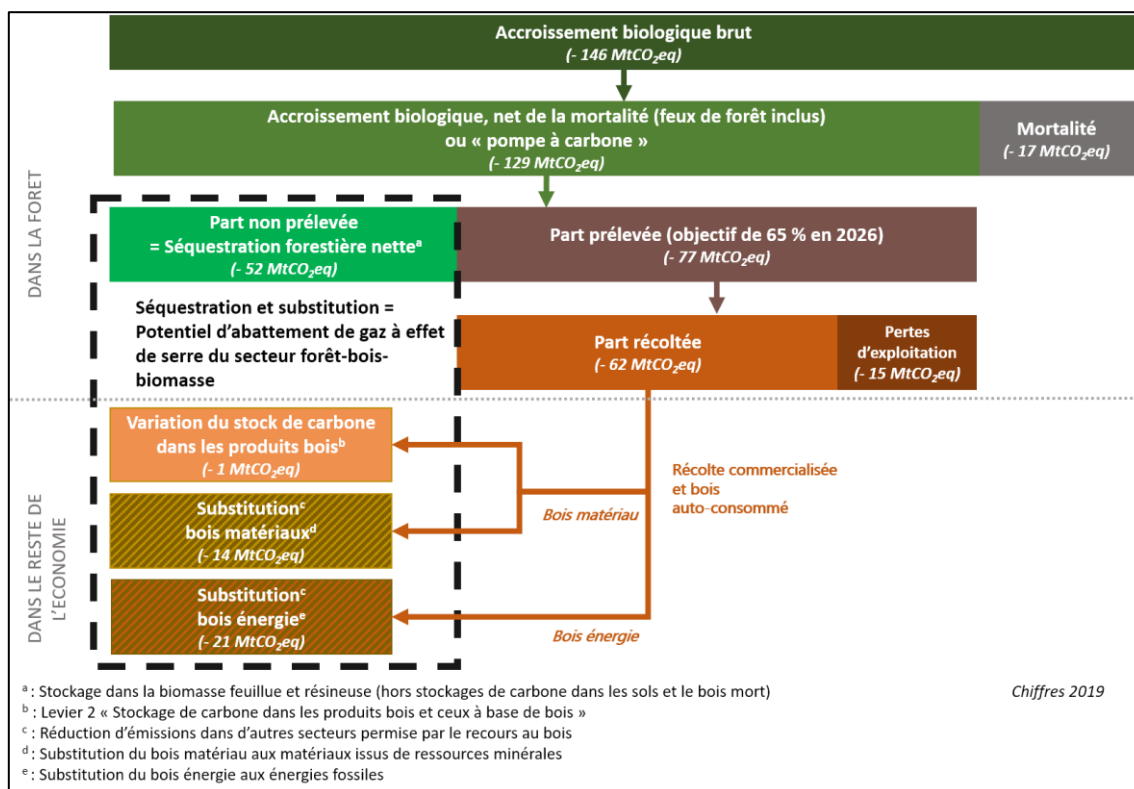 Accroissement biologique brut
(- 146 MtCO₂eq)
Accroissement biologique, net de la mortalité (feux de forêt inclus)
ou « pompe à carbone »
(- 129 MtCO₂eq)
Mortalité
(- 17 MtCO₂eq)
DANS LA FORET
Part non prélevée
= Séquestration forestière netteᵃ
(- 52 MtCO₂eq)
Part prélevée (objectif de 65 % en 2026)
(- 77 MtCO₂eq)
Séquestration et substitution =
Potentiel d’abattement de gaz à effet
de serre du secteur forêt-bois-
biomasse
Part récoltée
(- 62 MtCO₂eq)
Pertes
d’exploitation
(- 15 MtCO₂eq)
DANS LE RESTE DE
L’ECONOMIE
Variation du stock de carbone
dans les produits boisᵇ
(- 1 MtCO₂eq)
Récolte commercialisée
et bois
auto-consommé
Substitutionᶜ
bois matériauxᵈ
(- 14 MtCO₂eq)
Bois matériau
Substitutionᶜ
bois énergieᵉ
(- 21 MtCO₂eq)
Bois énergie
ᵃ : Stockage dans la biomasse feuillue et résineuse (hors stockages de carbone dans les sols et le bois mort)
Chiffres 2019
ᵇ : Levier 2 « Stockage de carbone dans les produits bois et ceux à base de bois »
ᶜ : Réduction d’émissions dans d’autres secteurs permise par le recours au bois
ᵈ : Substitution du bois matériau aux matériaux issus de ressources minérales
ᵉ : Substitution du bois énergie aux énergies fossiles